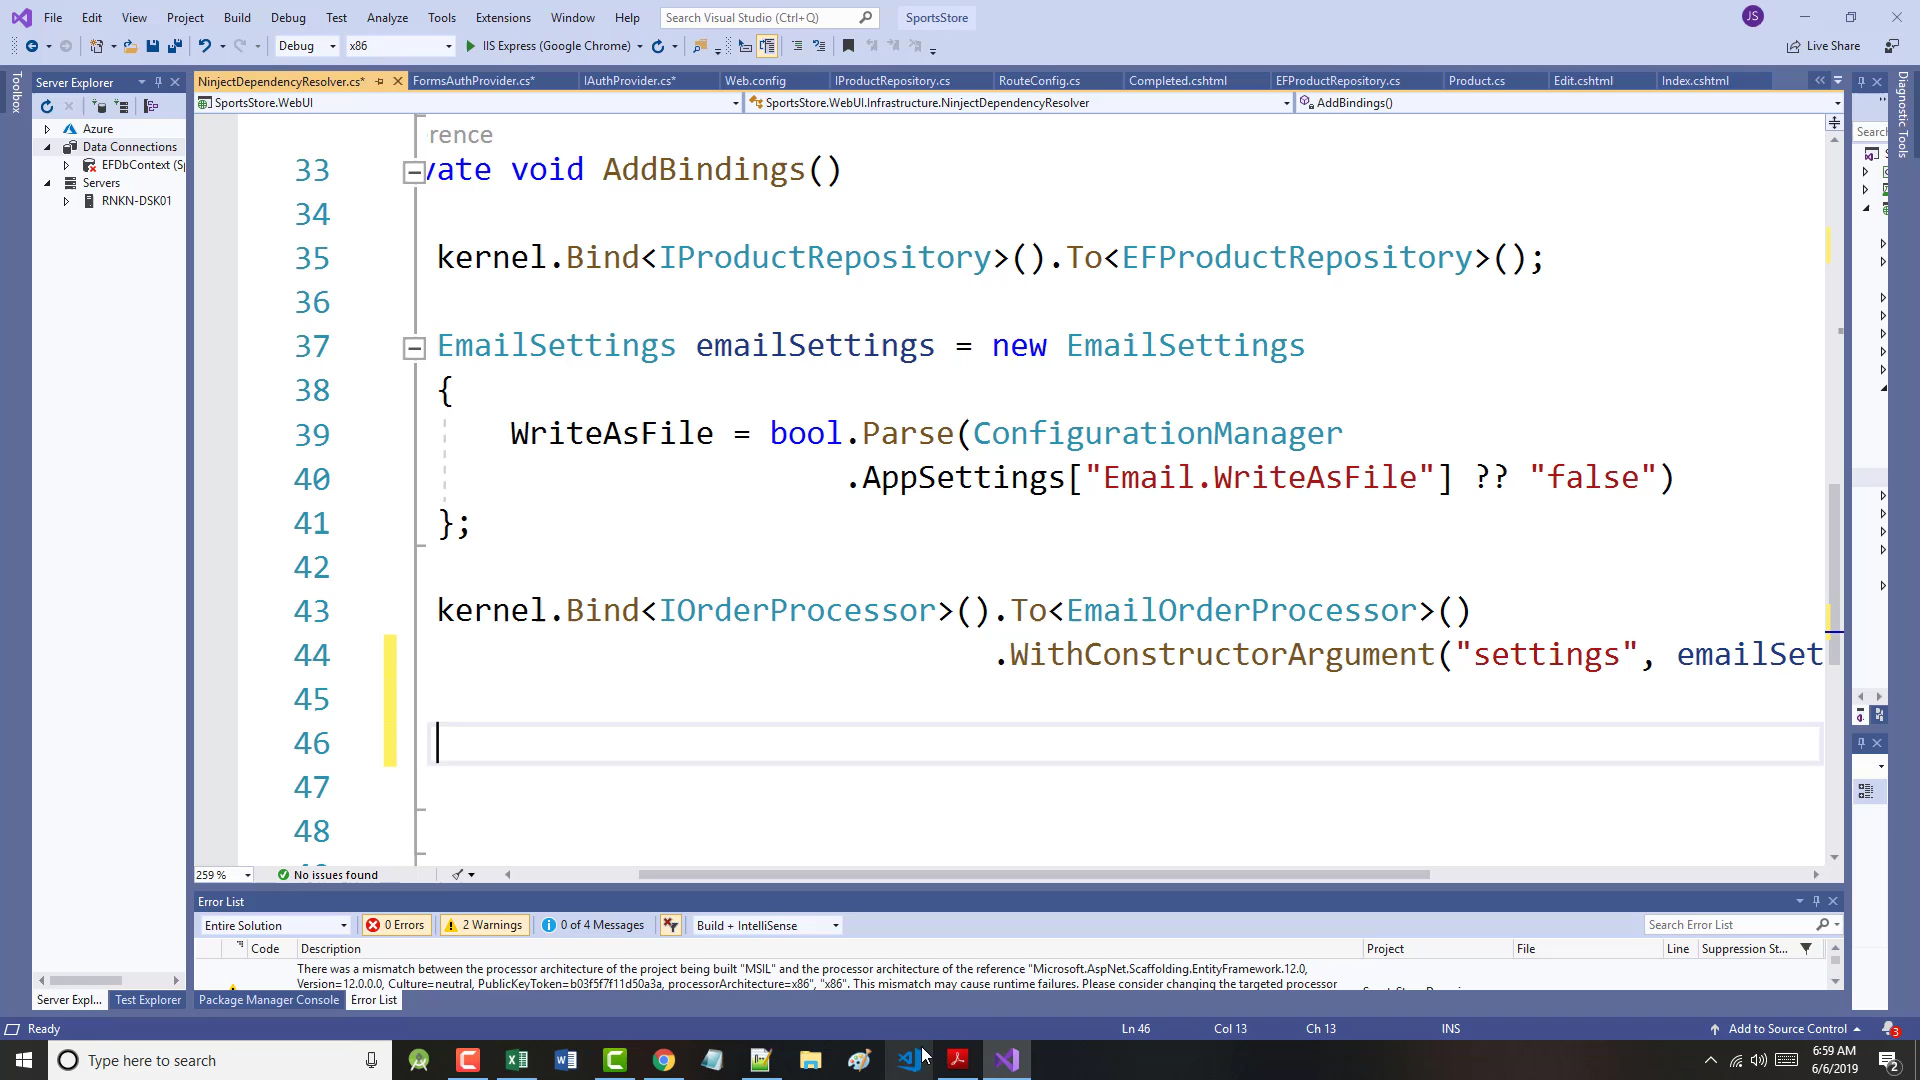 File Edit View Project Build Debug Test Analyze Tools Extensions Window Help Search Visual Studio (Ctrl+Q) SportsStore JS
Debug x86 IIS Express (Google Chrome) Live Share
Toolbox
Server Explorer
Azure
Data Connections
EFDbContext (Sp
Servers
RNKN-DSK01
NinjectDependencyResolver.cs* FormsAuthProvider.cs* IAuthProvider.cs* Web.config IProductRepository.cs RouteConfig.cs Completed.cshtml EFProductRepository.cs Product.cs Edit.cshtml Index.cshtml
SportsStore.WebUI SportsStore.WebUI.Infrastructure.NinjectDependencyResolver AddBindings()
rence
33 vate void AddBindings()
34
35 kernel.Bind<IProductRepository>().To<EFProductRepository>();
36
37 EmailSettings emailSettings = new EmailSettings
38 {
39 WriteAsFile = bool.Parse(ConfigurationManager
40 .AppSettings["Email.WriteAsFile"] ?? "false")
41 };
42
43 kernel.Bind<IOrderProcessor>().To<EmailOrderProcessor>()
44 .WithConstructorArgument("settings", emailSet
45
46
47
48
259 % No issues found
Diagnostic Tools
Searc
Error List
Entire Solution 0 Errors 2 Warnings 0 of 4 Messages Build + IntelliSense Search Error List
Code Description Project File Line Suppression St...
There was a mismatch between the processor architecture of the project being built "MSIL" and the processor architecture of the reference "Microsoft.AspNet.Scaffolding.EntityFramework.12.0,
Version=12.0.0.0, Culture=neutral, PublicKeyToken=b03f5f7f11d50a3a, processorArchitecture=x86", "x86". This mismatch may cause runtime failures. Please consider changing the targeted processor
Server Expl... Test Explorer Package Manager Console Error List
Ready Ln 46 Col 13 Ch 13 INS Add to Source Control 3
Type here to search 6:59 AM
6/6/2019 2